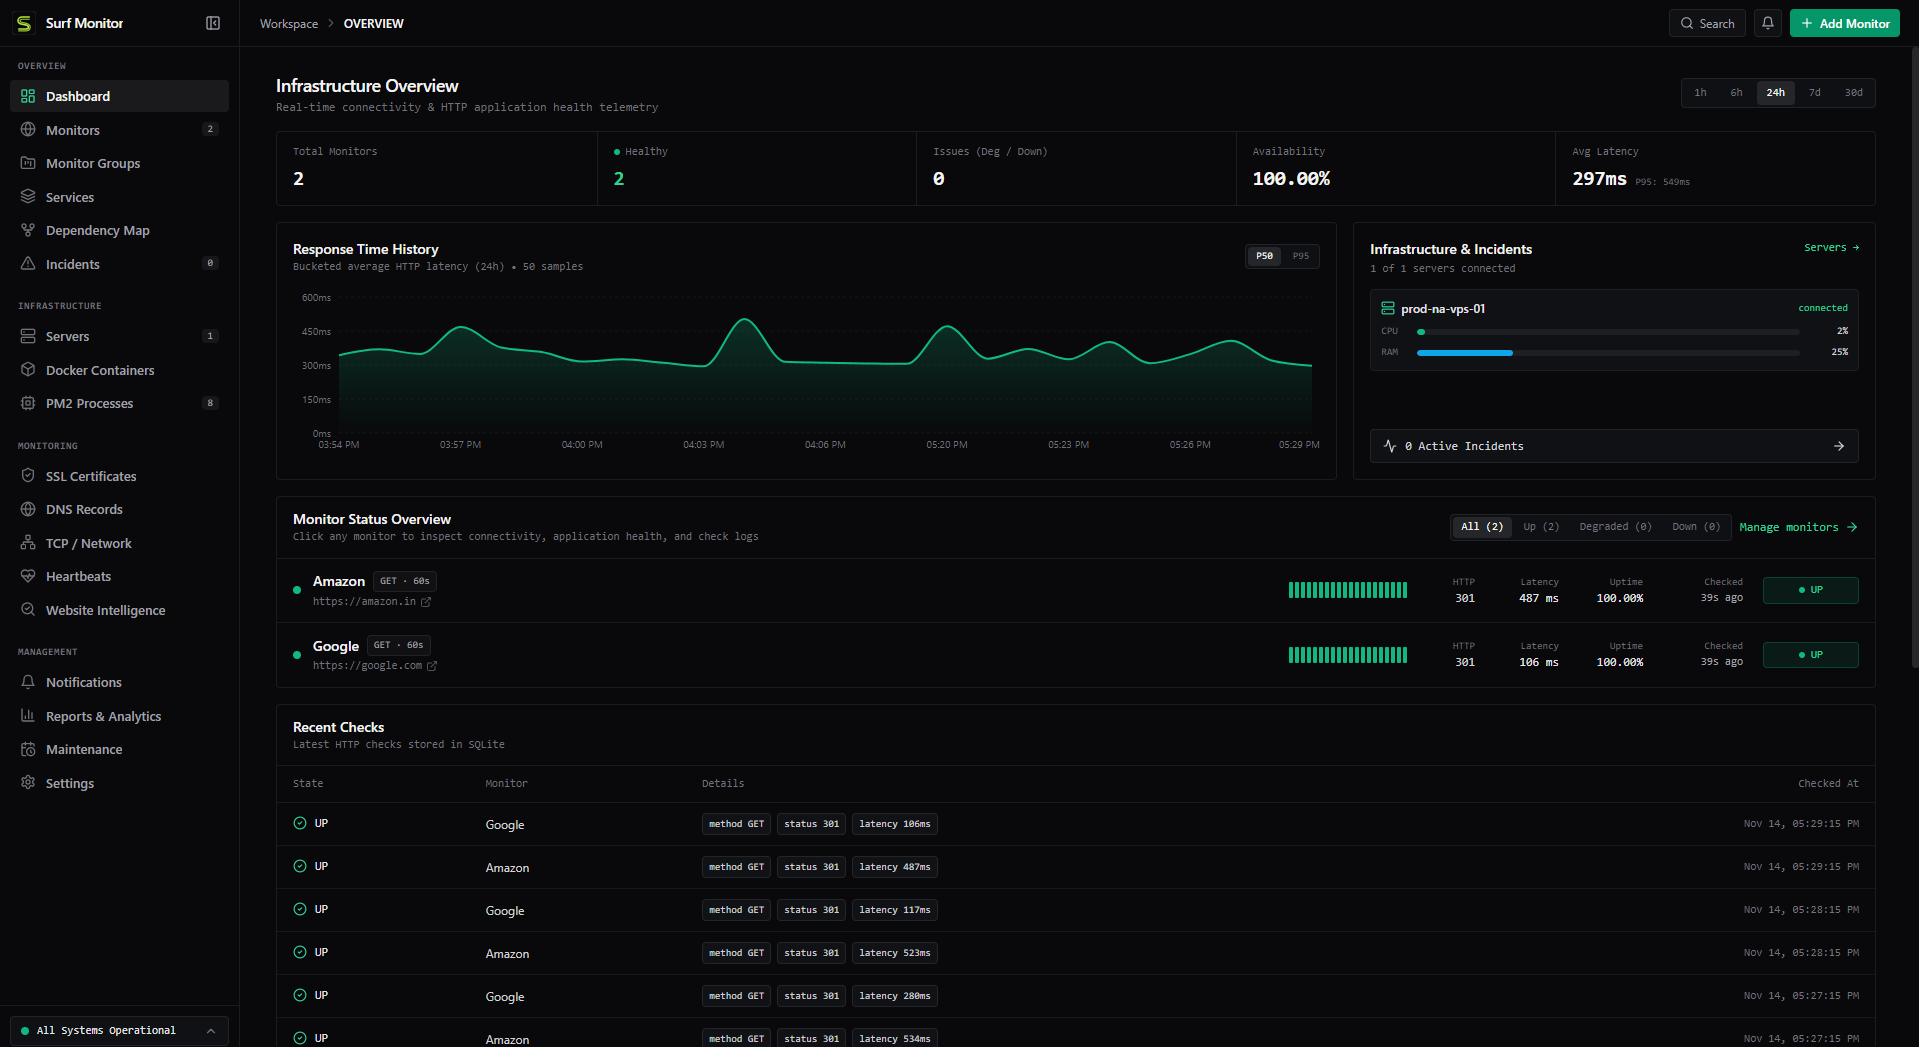 Surf Monitor
Workspace > OVERVIEW
Search
Add Monitor
OVERVIEW
Dashboard
Monitors 2
Monitor Groups
Services
Dependency Map
Incidents 0
INFRASTRUCTURE
Servers 1
Docker Containers
PM2 Processes 8
MONITORING
SSL Certificates
DNS Records
TCP / Network
Heartbeats
Website Intelligence
MANAGEMENT
Notifications
Reports & Analytics
Maintenance
Settings
All Systems Operational
Infrastructure Overview
Real-time connectivity & HTTP application health telemetry
1h 6h 24h 7d 30d
Total Monitors
2
Healthy
2
Issues (Deg / Down)
0
Availability
100.00%
Avg Latency
297ms P95: 549ms
Response Time History
Bucketed average HTTP latency (24h) • 50 samples
P50 P95
600ms
450ms
300ms
150ms
0ms
03:54 PM 03:57 PM 04:00 PM 04:03 PM 04:06 PM 05:20 PM 05:23 PM 05:26 PM 05:29 PM
Infrastructure & Incidents
Servers →
1 of 1 servers connected
prod-na-vps-01 connected
CPU 2%
RAM 25%
0 Active Incidents
Monitor Status Overview
Click any monitor to inspect connectivity, application health, and check logs
All (2) Up (2) Degraded (0) Down (0) Manage monitors
Amazon GET · 60s
https://amazon.in
HTTP Latency Uptime Checked
301 487 ms 100.00% 39s ago
UP
Google GET · 60s
https://google.com
HTTP Latency Uptime Checked
301 106 ms 100.00% 39s ago
UP
Recent Checks
Latest HTTP checks stored in SQLite
State Monitor Details Checked At
UP Google method GET status 301 latency 106ms Nov 14, 05:29:15 PM
UP Amazon method GET status 301 latency 487ms Nov 14, 05:29:15 PM
UP Google method GET status 301 latency 117ms Nov 14, 05:28:15 PM
UP Amazon method GET status 301 latency 523ms Nov 14, 05:28:15 PM
UP Google method GET status 301 latency 280ms Nov 14, 05:27:15 PM
UP Amazon method GET status 301 latency 534ms Nov 14, 05:27:15 PM